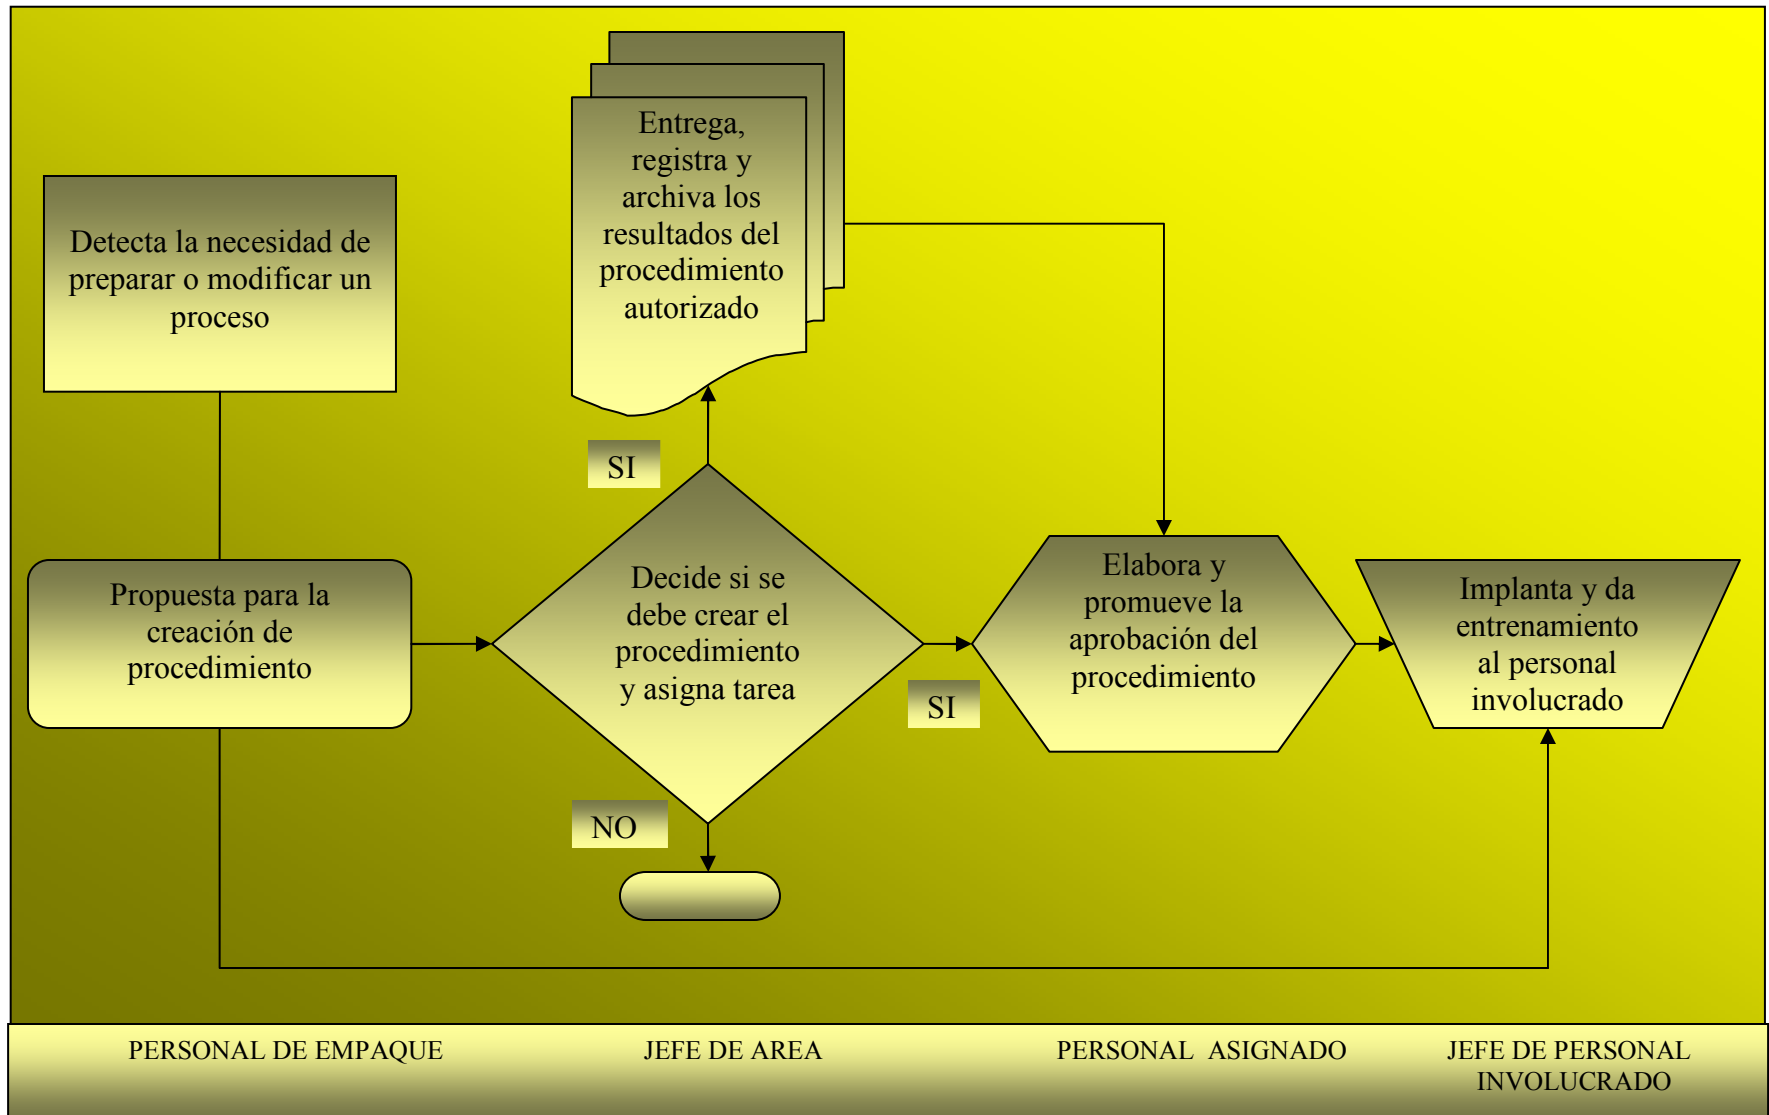 Entrega,
registra y
archiva los
resultados del
procedimiento
autorizado
Detecta la necesidad de
preparar o modificar un
proceso
SI
Propuesta para la
creación de
procedimiento
Decide si se
debe crear el
procedimiento
y asigna tarea
Elabora y
promueve la
aprobación del
procedimiento
Implanta y da
entrenamiento
al personal
involucrado
SI
NO
PERSONAL DE EMPAQUE
JEFE DE AREA
PERSONAL ASIGNADO
JEFE DE PERSONAL
INVOLUCRADO